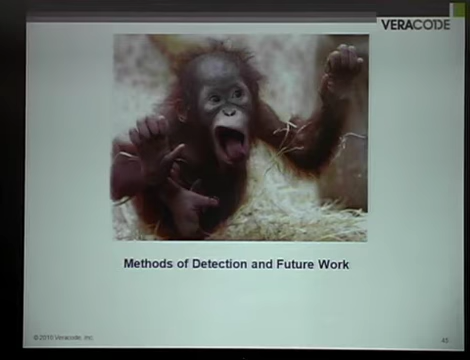 VERACODE
Methods of Detection and Future Work
© 2010 Veracode, Inc.